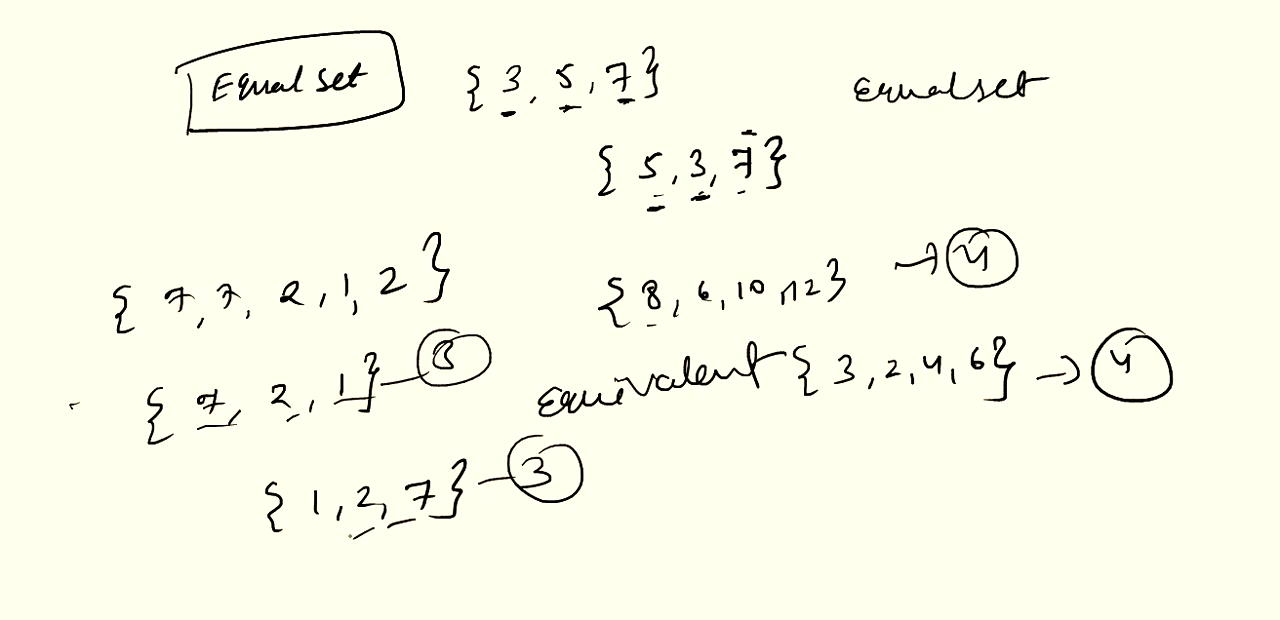 Equal set {3, 5, 7} Equal set
{5, 3, 7}
{7, 7, 2, 1, 2} {8, 6, 10, 12} → 4
{7, 2, 1} — 3 Equivalent {3, 2, 4, 6} → 4
{1, 2, 7} — 3